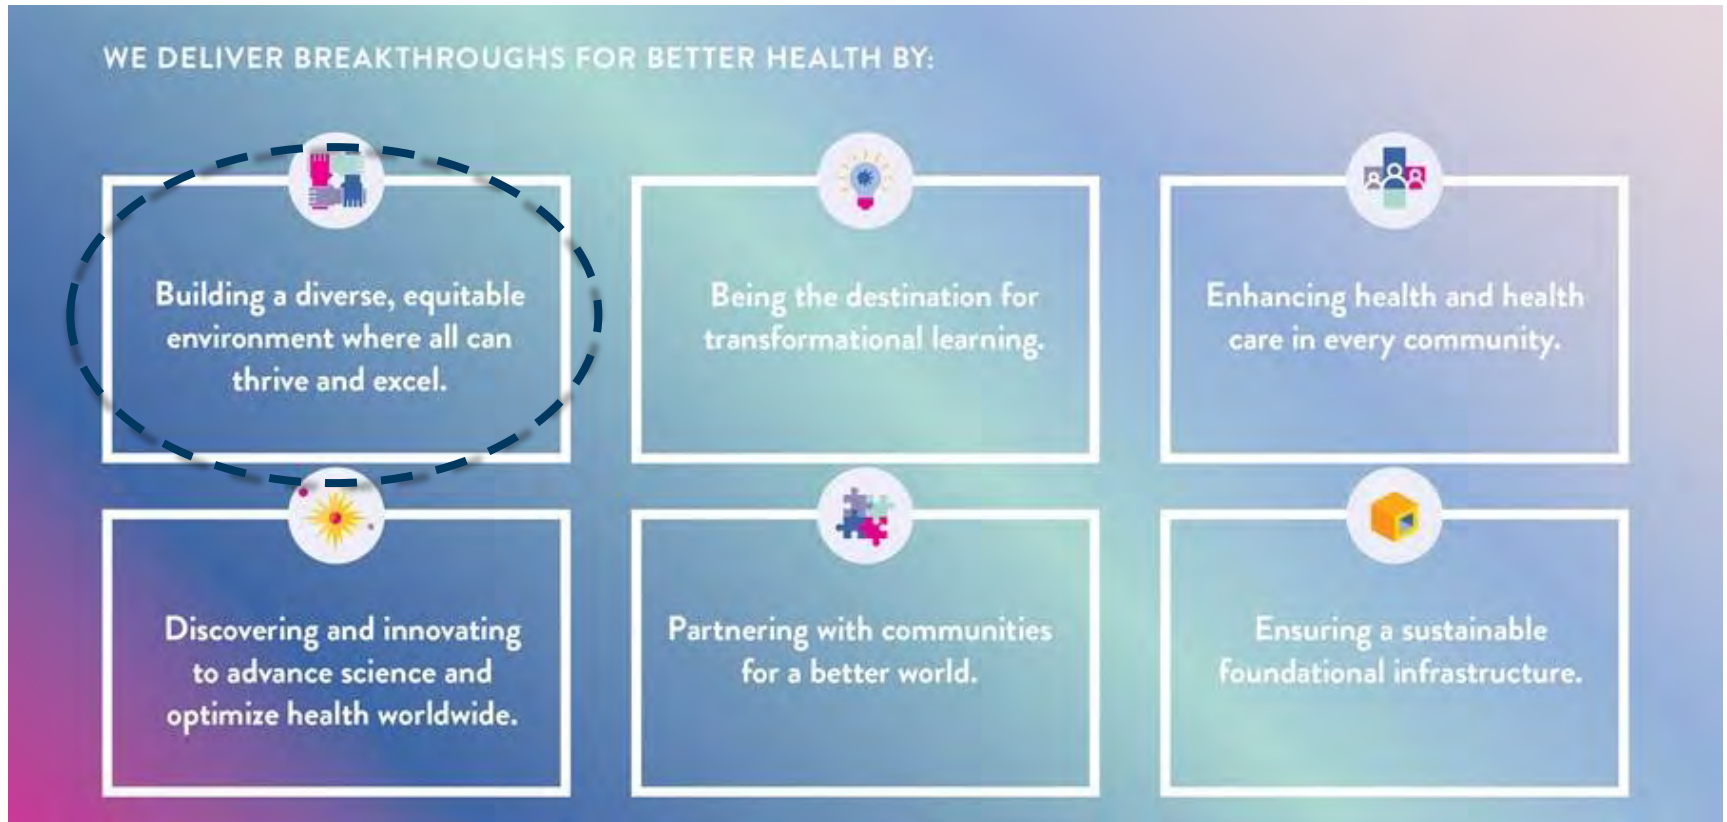 WE DELIVER BREAKTHROUGHS FOR BETTER HEALTH BY:
Building a diverse, equitable
environment where all can
thrive and excel.
Being the destination for
transformational learning.
Enhancing health and health
care in every community.
Discovering and innovating
to advance science and
optimize health worldwide.
Partnering with communities
for a better world.
Ensuring a sustainable
foundational infrastructure.